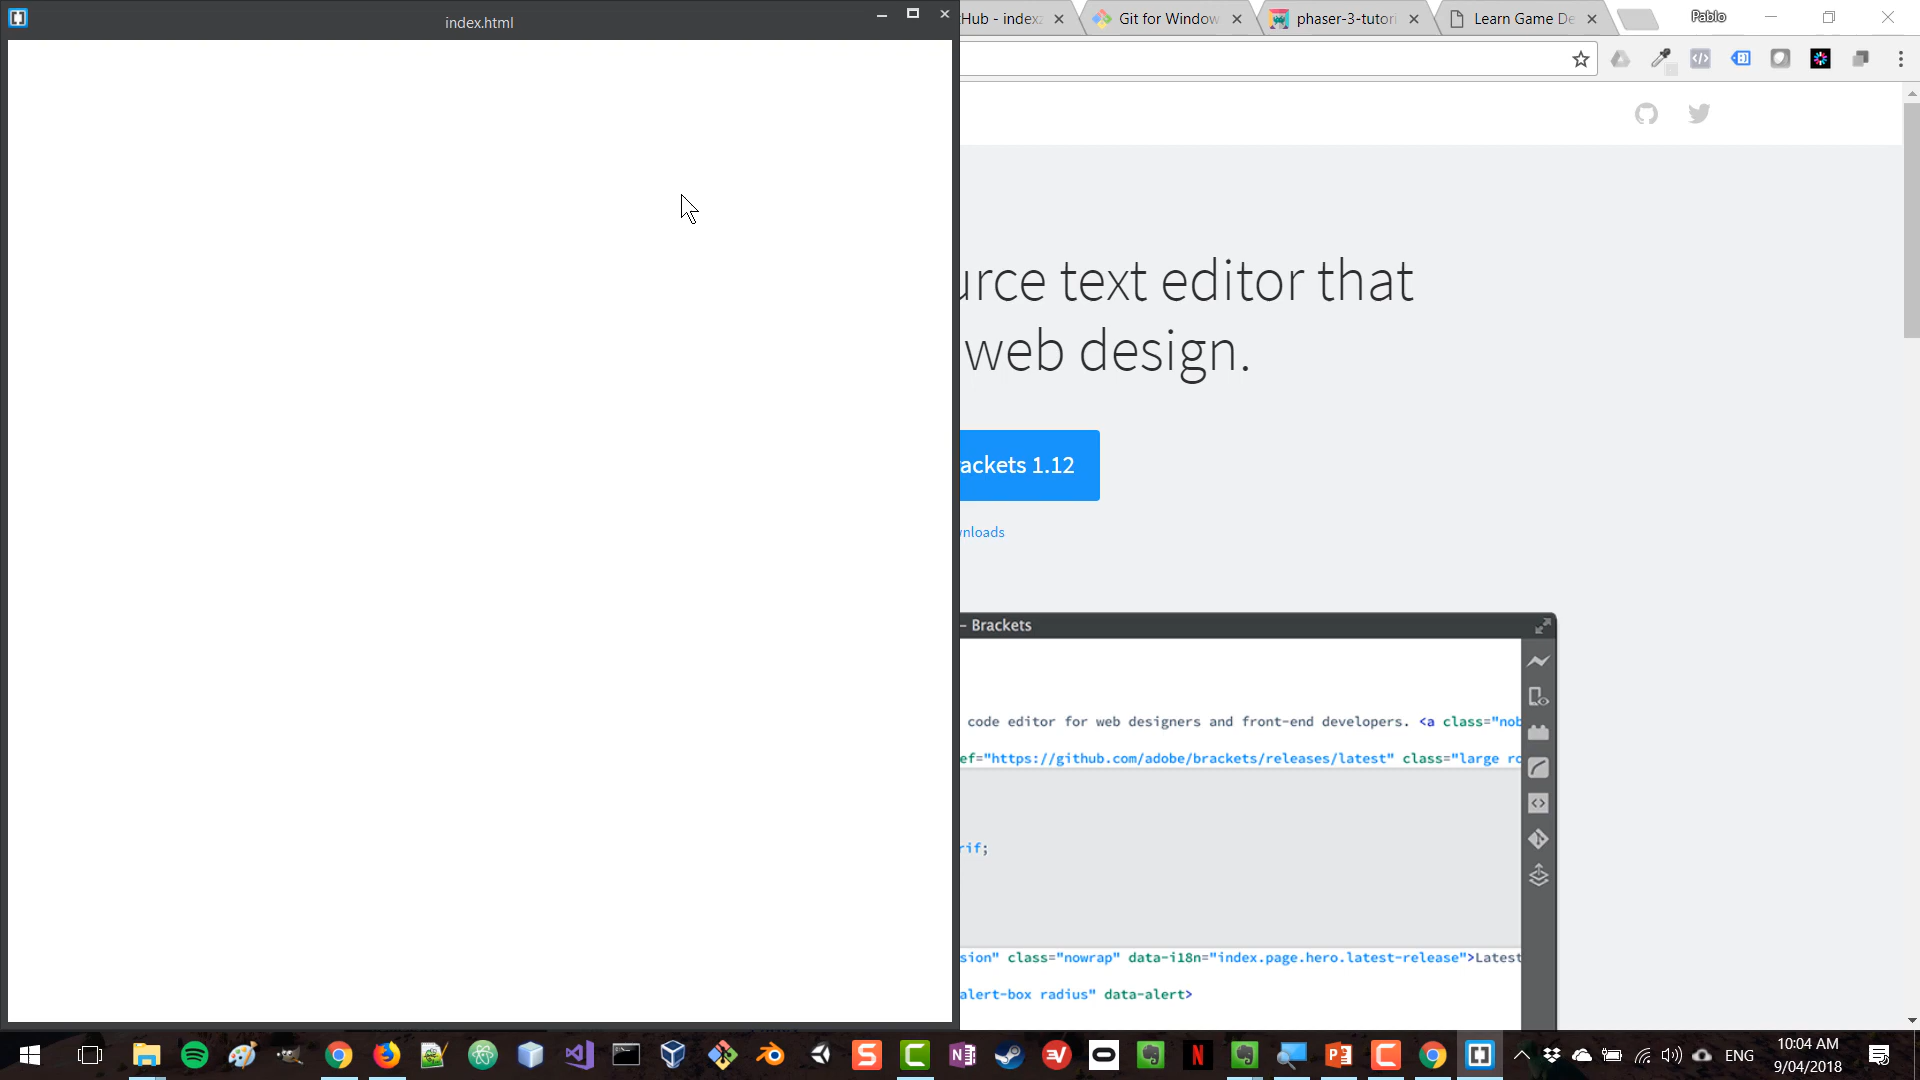 index.html
Hub - index
Git for Window
phaser-3-tutori
Learn Game De
Pablo
urce text editor that
web design.
ackets 1.12
nloads
– Brackets
code editor for web designers and front-end developers. <a class="nob
ef="https://github.com/adobe/brackets/releases/latest" class="large ro
rif;
sion" class="nowrap" data-i18n="index.page.hero.latest-release">Latest
alert-box radius" data-alert>
ENG
10:04 AM
9/04/2018